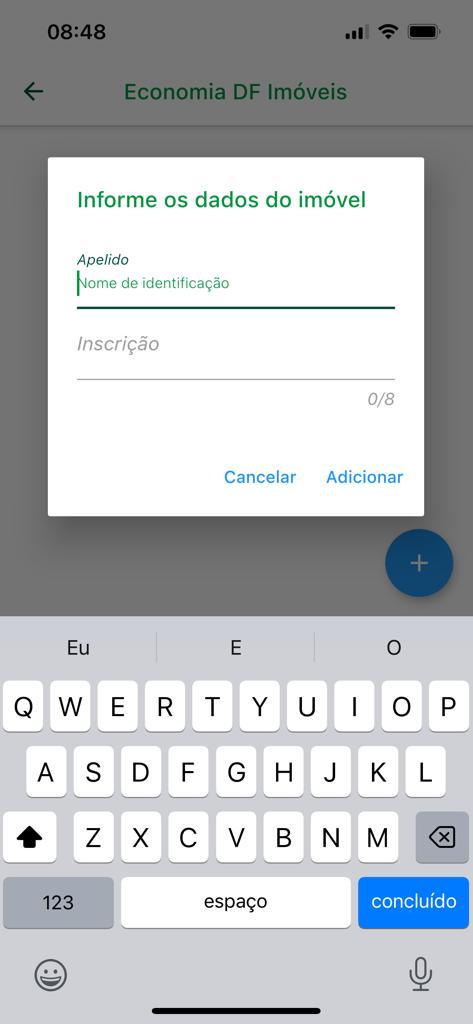 08:48
Economia DF Imóveis
Informe os dados do imóvel
Apelido
Nome de identificação
Inscrição
0/8
Cancelar Adicionar
+
Eu E O
Q W E R T Y U I O P
A S D F G H J K L
Z X C V B N M
123 espaço concluído